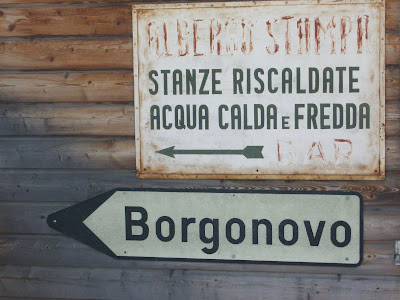 ALBERGO STAMPA
STANZE RISCALDATE
ACQUA CALDA E FREDDA
BAR
Borgonovo